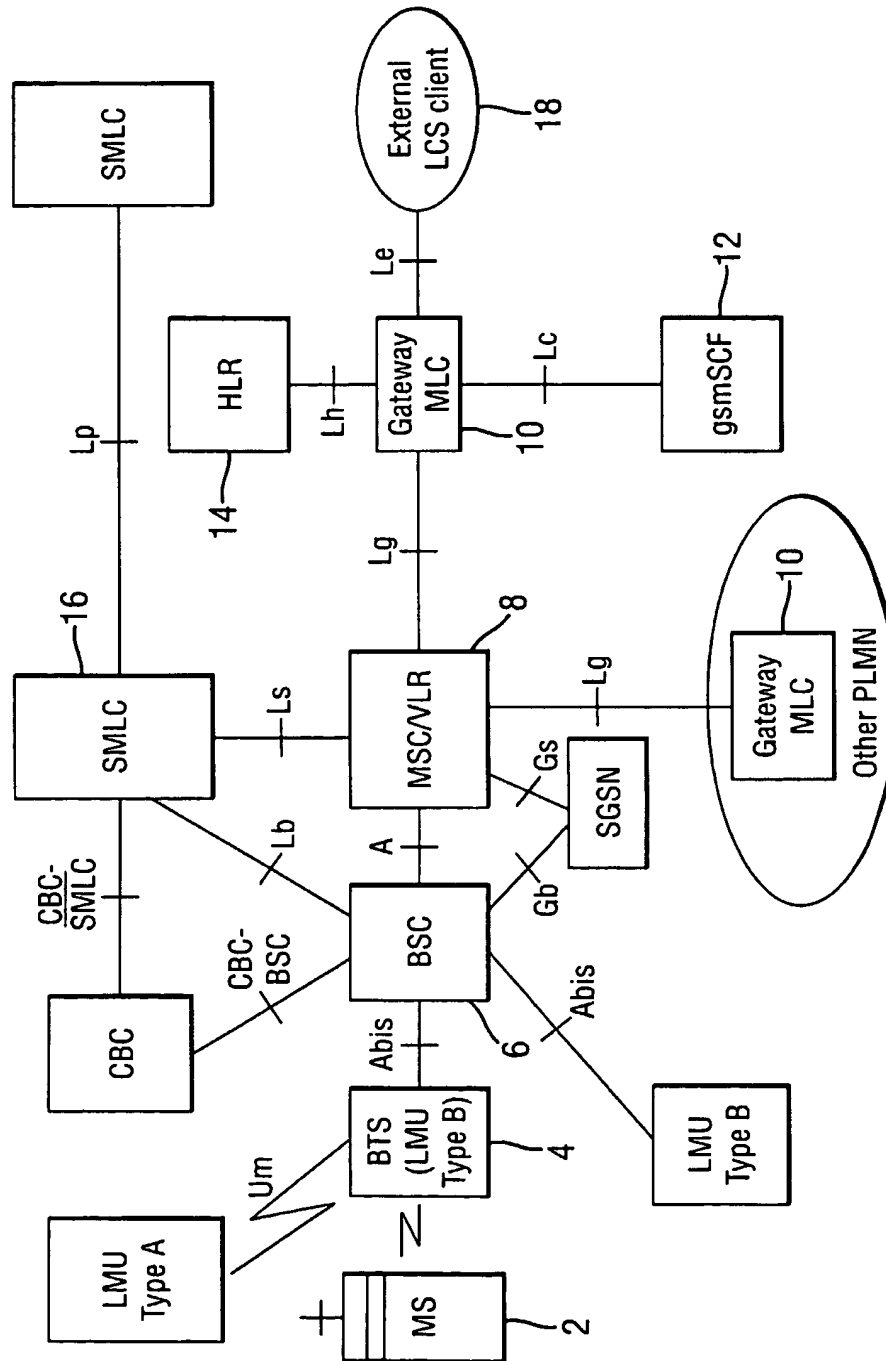 LMU
Type A
CBC
CBC-
SMLC
SMLC
16
Lp
SMLC
Um
CBC-
BSC
Lb
Ls
HLR
14
Lh
MS
2
BTS
(LMU
Type B)
4
Abis
BSC
6
A
MSC/VLR
8
Lg
Gateway
MLC
10
Le
External
LCS client
18
Lc
gsmSCF
12
LMU
Type B
Abis
Gb
Gs
SGSN
Lg
Gateway
MLC
10
Other PLMN